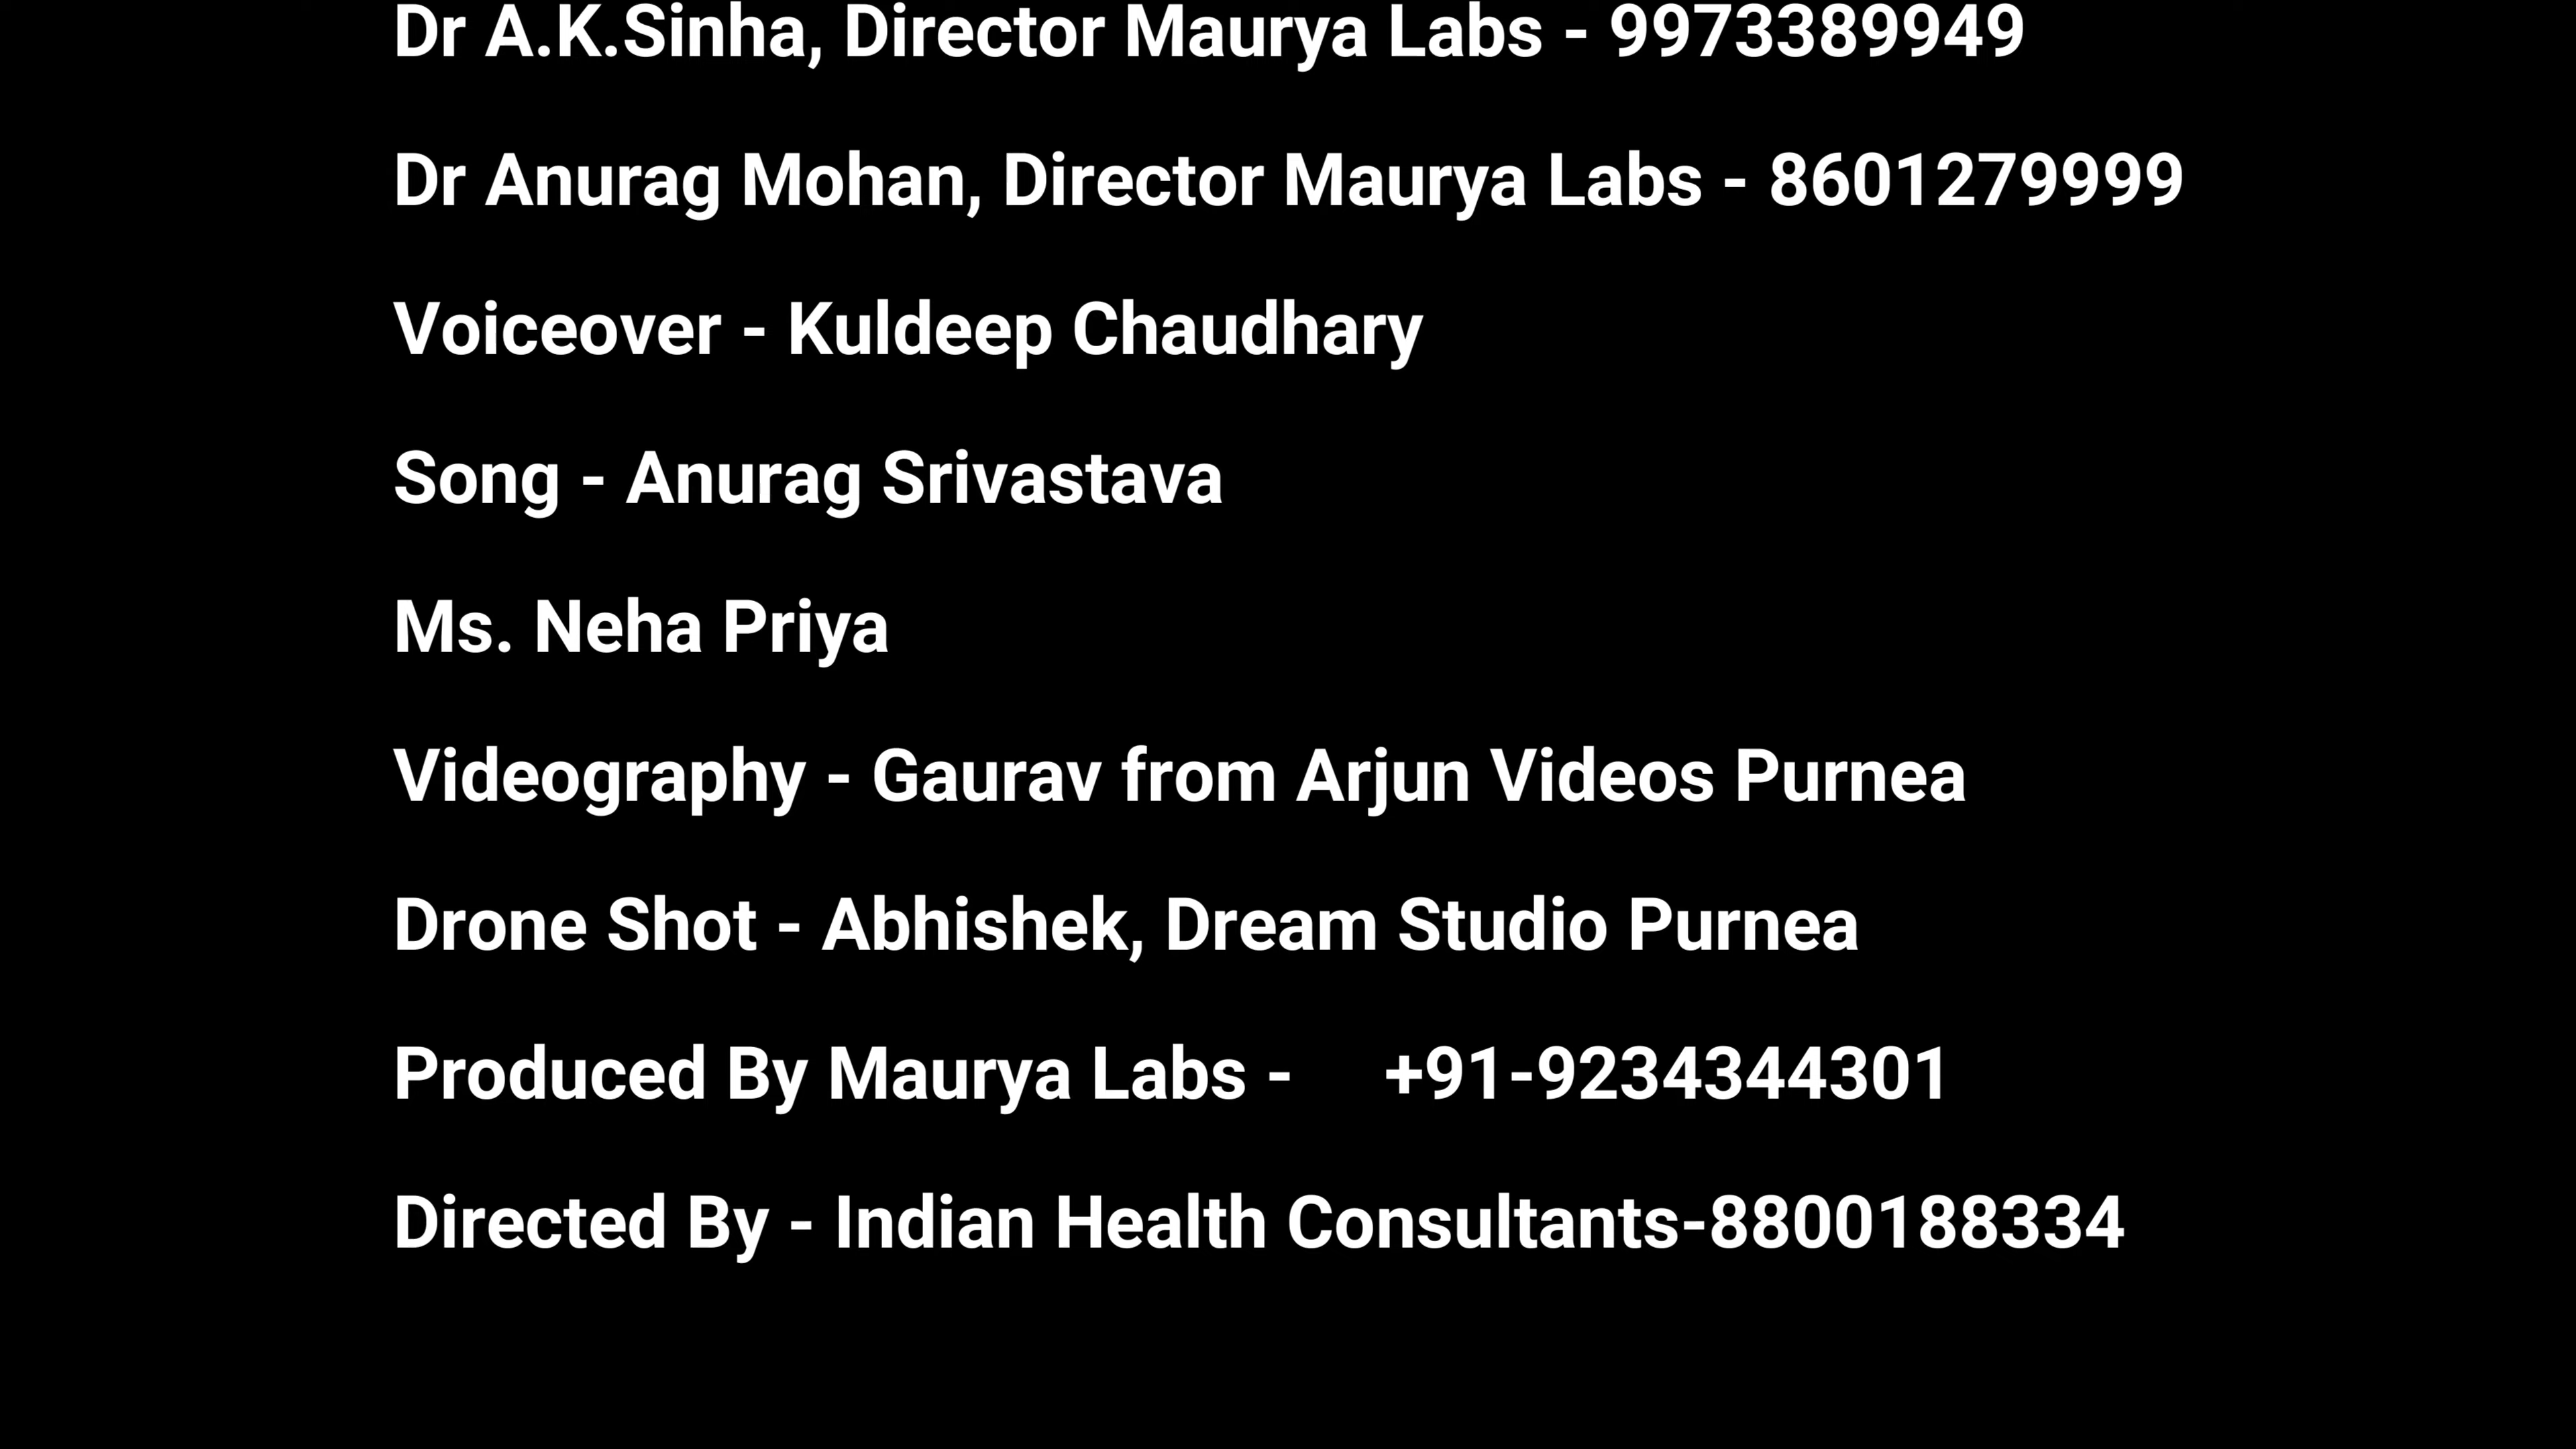 Dr A.K.Sinha, Director Maurya Labs - 9973389949
Dr Anurag Mohan, Director Maurya Labs - 8601279999
Voiceover - Kuldeep Chaudhary
Song - Anurag Srivastava
Ms. Neha Priya
Videography - Gaurav from Arjun Videos Purnea
Drone Shot - Abhishek, Dream Studio Purnea
Produced By Maurya Labs - +91-9234344301
Directed By - Indian Health Consultants-8800188334